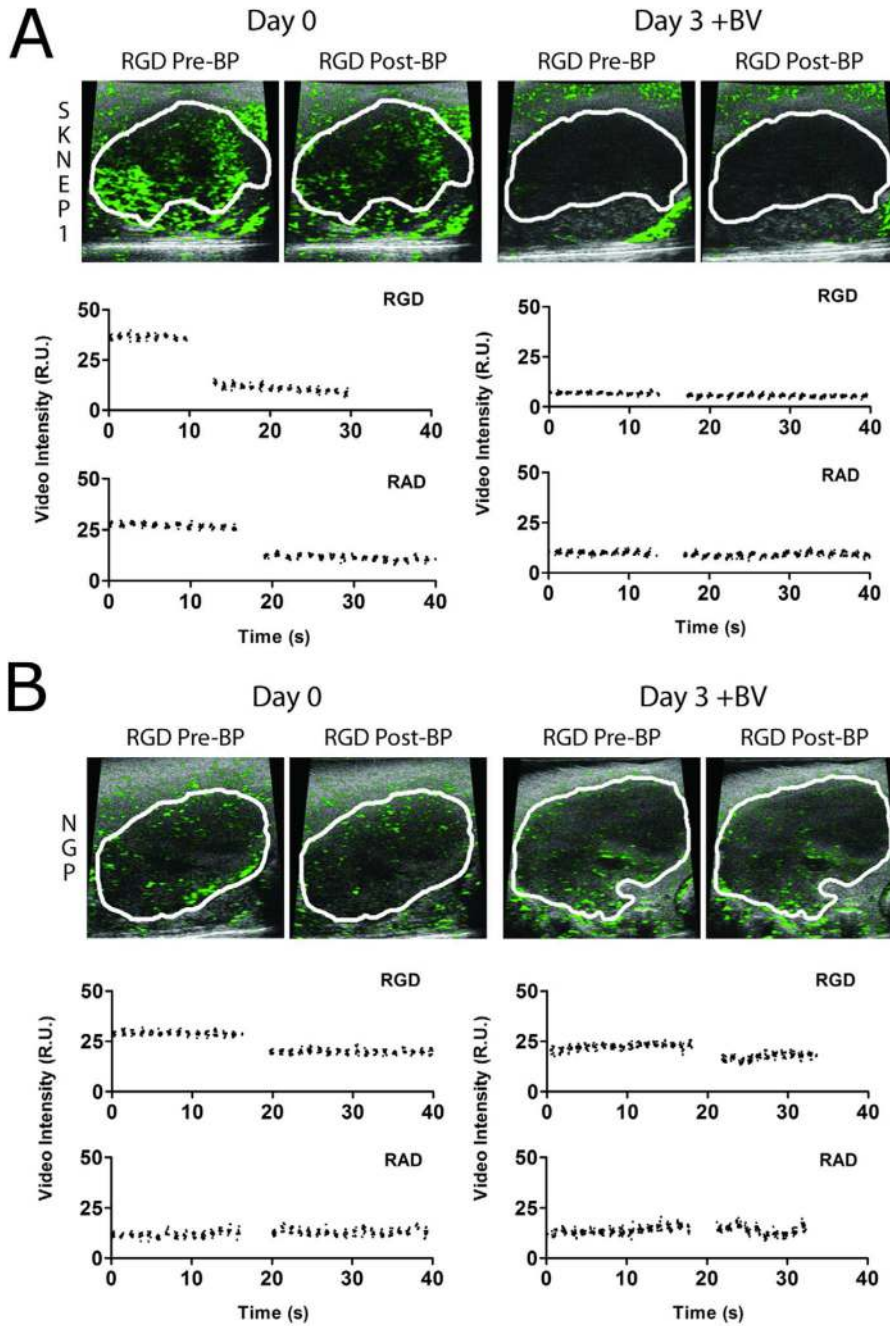 A
Day 0
Day 3 +BV
RGD Pre-BP
RGD Post-BP
RGD Pre-BP
RGD Post-BP
S
K
N
E
P
1
Video Intensity (R.U.)
50
25
0
RGD
0 10 20 30 40
50
25
0
RAD
0 10 20 30 40
Time (s)
Video Intensity (R.U.)
50
25
0
RGD
0 10 20 30 40
50
25
0
RAD
0 10 20 30 40
Time (s)
B
Day 0
Day 3 +BV
RGD Pre-BP
RGD Post-BP
RGD Pre-BP
RGD Post-BP
N
G
P
Video Intensity (R.U.)
50
25
0
RGD
0 10 20 30 40
50
25
0
RAD
0 10 20 30 40
Time (s)
Video Intensity (R.U.)
50
25
0
RGD
0 10 20 30 40
50
25
0
RAD
0 10 20 30 40
Time (s)